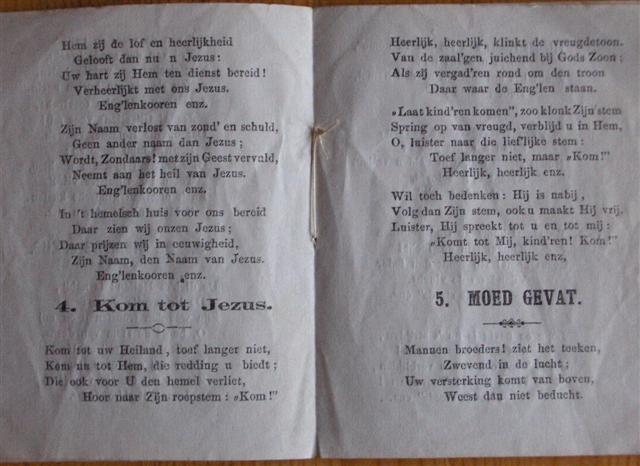 Hem zij de lof en heerlijkheid
Gelooft dan nu 'n Jezus:
Uw hart zij Hem ten dienst bereid!
Verheerlijkt met ons Jezus.
Eng'lenkooren enz.
Zijn Naam verlost van zond' en schuld,
Geen ander naam dan Jezus;
Wordt, Zondaars! met zijn Geest vervuld,
Neemt aan het heil van Jezus.
Eng'lenkooren enz.
In 't hemelsch huis voor ons bereid
Daar zien wij onzen Jezus;
Daar prijzen wij in eeuwigheid,
Zijn Naam, den Naam van Jezus.
Eng'lenkooren enz.
4. Kom tot Jezus.
Kom tot uw Heiland, toef langer niet,
Kom nu tot Hem, die redding u biedt;
Die ook voor U den hemel verliet,
Hoor naar Zijn roepstem: „Kom!"
Heerlijk, heerlijk, klinkt de vreugdetoon.
Van de zaal'gen juichend bij Gods Zoon;
Als zij vergad'ren rond om den troon
Daar waar de Eng'len staan.
„Laat kind'ren komen", zoo klonk Zijn stem
Spring op van vreugd, verblijd u in Hem,
O, luister naar die lief'lijke stem:
Toef langer niet, maar „Kom!"
Heerlijk, heerlijk enz.
Wil toch bedenken: Hij is nabij,
Volg dan Zijn stem, ook u maakt Hij vrij.
Luister, Hij spreekt tot u en tot mij:
„Komt tot Mij, kind'ren! Kom!"
Heerlijk, heerlijk enz,
5. MOED GEVAT.
Mannen broeders! ziet het teeken,
Zwevend in de lucht;
Uw versterking komt van boven,
Weest dan niet beducht.